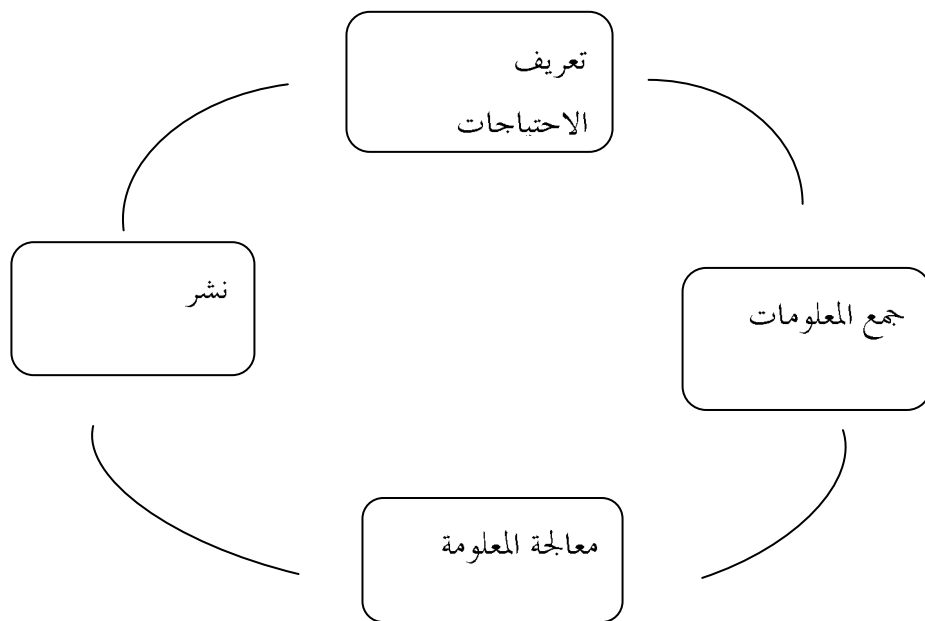 تعريف
الاحتياجات
جمع المعلومات
معالجة المعلومة
نشر